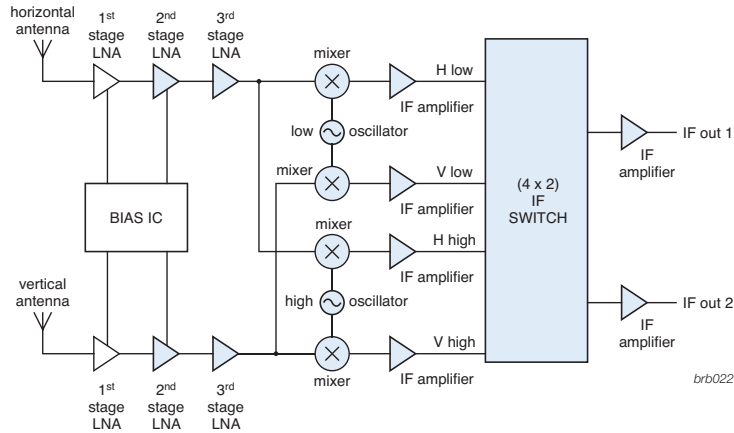 horizontal
antenna
1st
stage
LNA
2nd
stage
LNA
3rd
stage
LNA
mixer
H low
IF amplifier
low
oscillator
mixer
V low
IF amplifier
BIAS IC
mixer
H high
IF amplifier
high
oscillator
vertical
antenna
V high
mixer
IF amplifier
1st
stage
LNA
2nd
stage
LNA
3rd
stage
LNA
(4 x 2)
IF
SWITCH
IF out 1
IF
amplifier
IF out 2
IF
amplifier
brb022